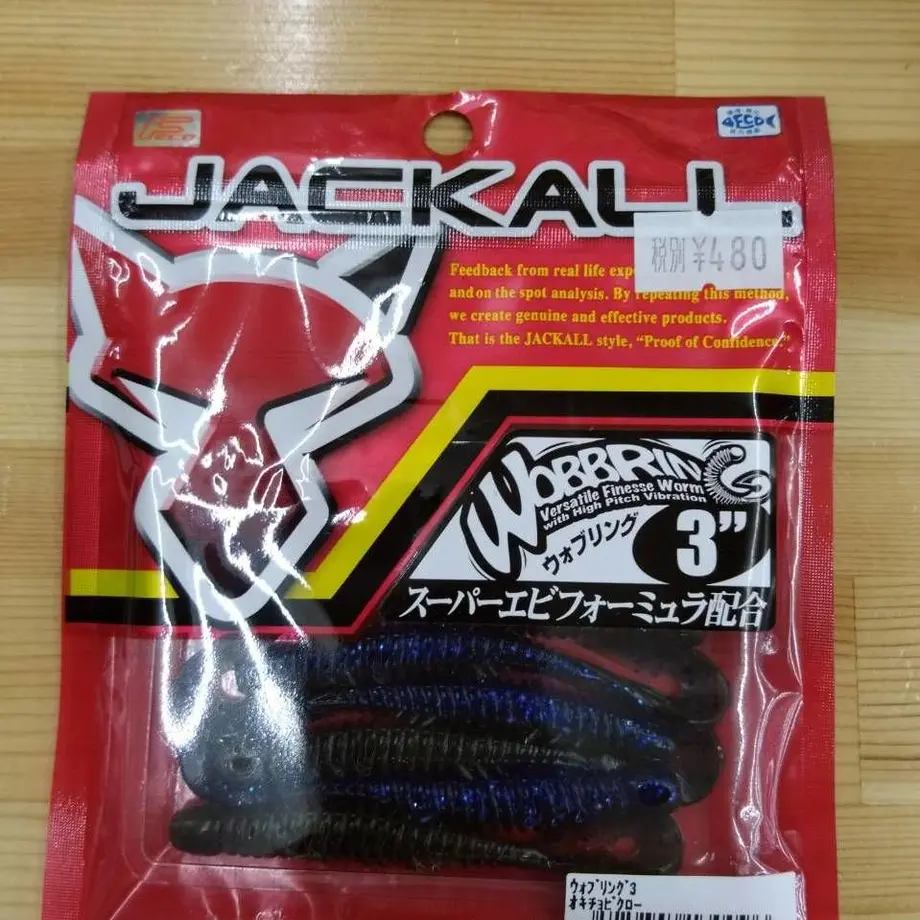 JACKALL
税別 ¥480
Feedback from real life
and on the spot analysis. By repeating this method,
we create genuine and effective products.
That is the JACKALL style, “Proof of Confidence.”
WOBBRING
Versatile Finesse Worm
with High Pitch Vibration
ウォブリング
3”
スーパーエビフォーミュラ配合
ECO
ウォブリング3
オキチョビクロー